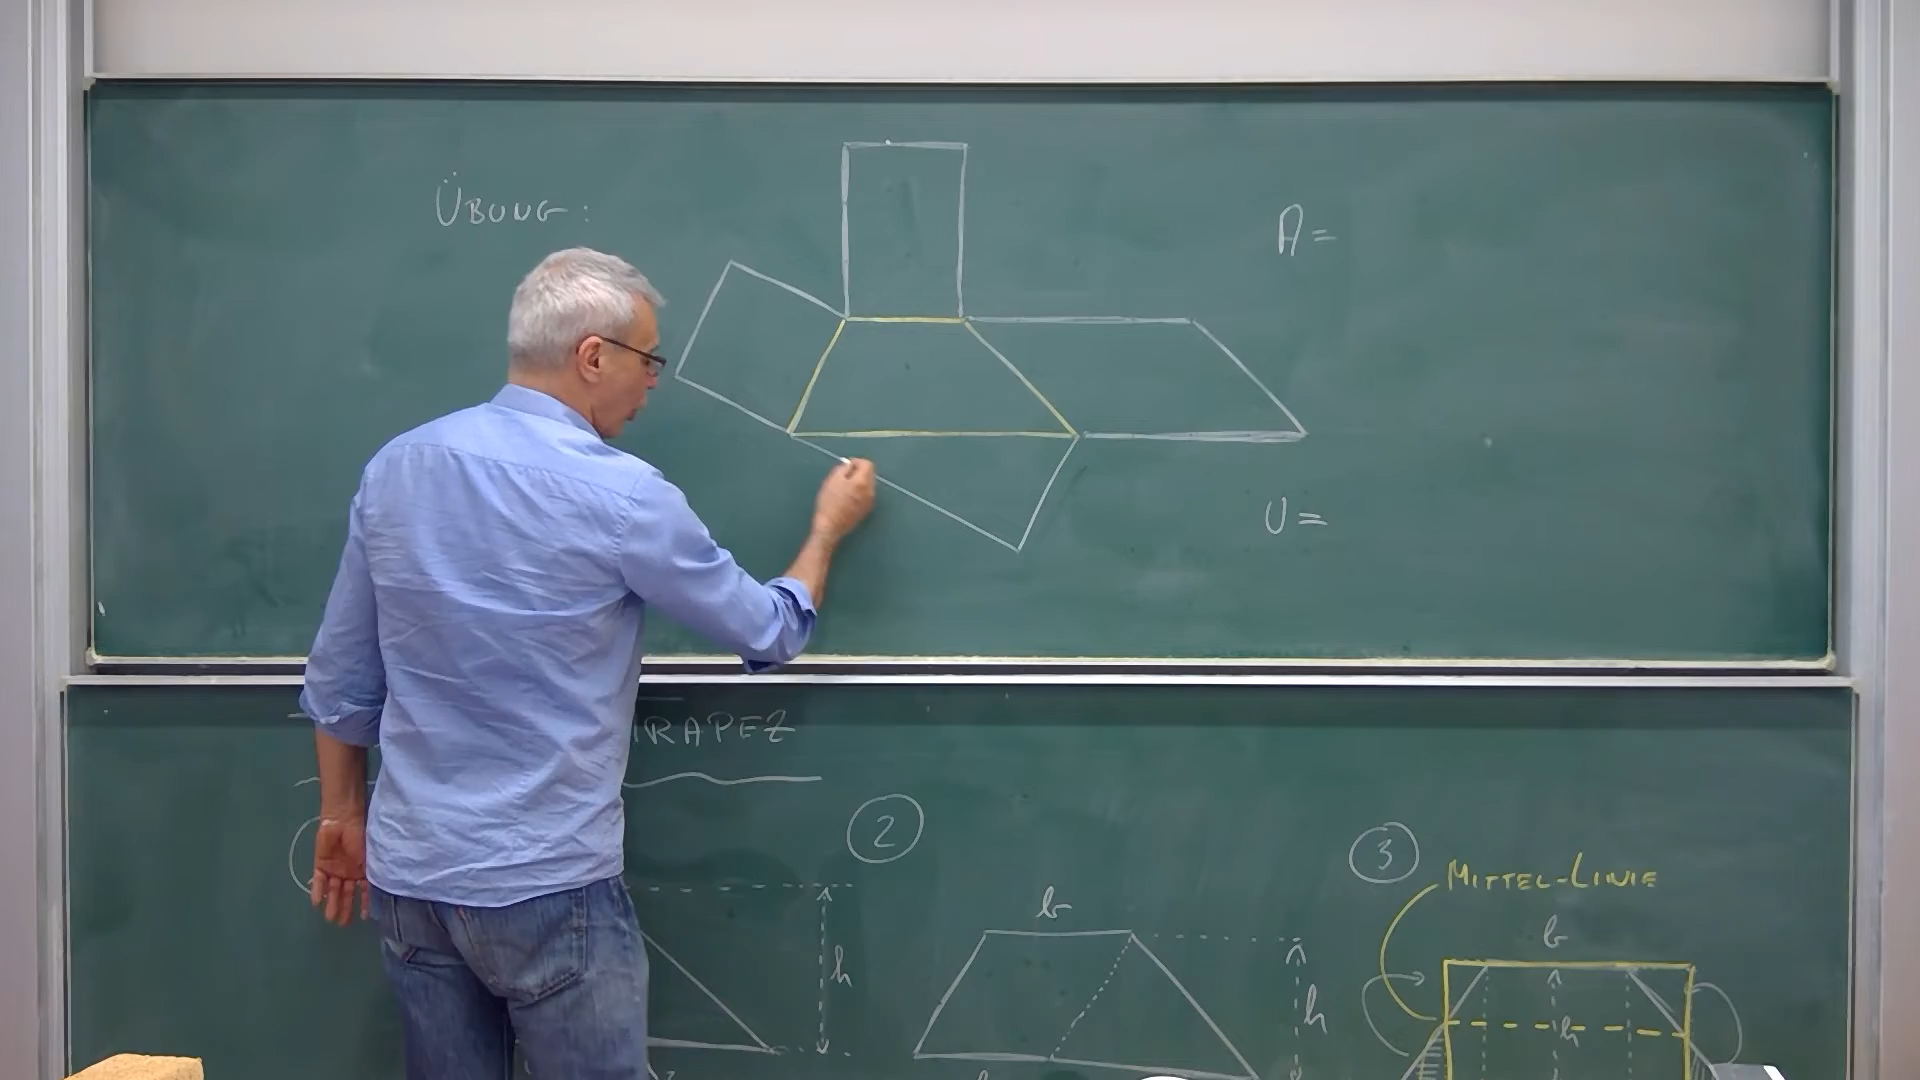 ÜBUNG:
A =
U =
TRAPEZ
2
3
MITTEL-LINIE
b
b
h
h
h